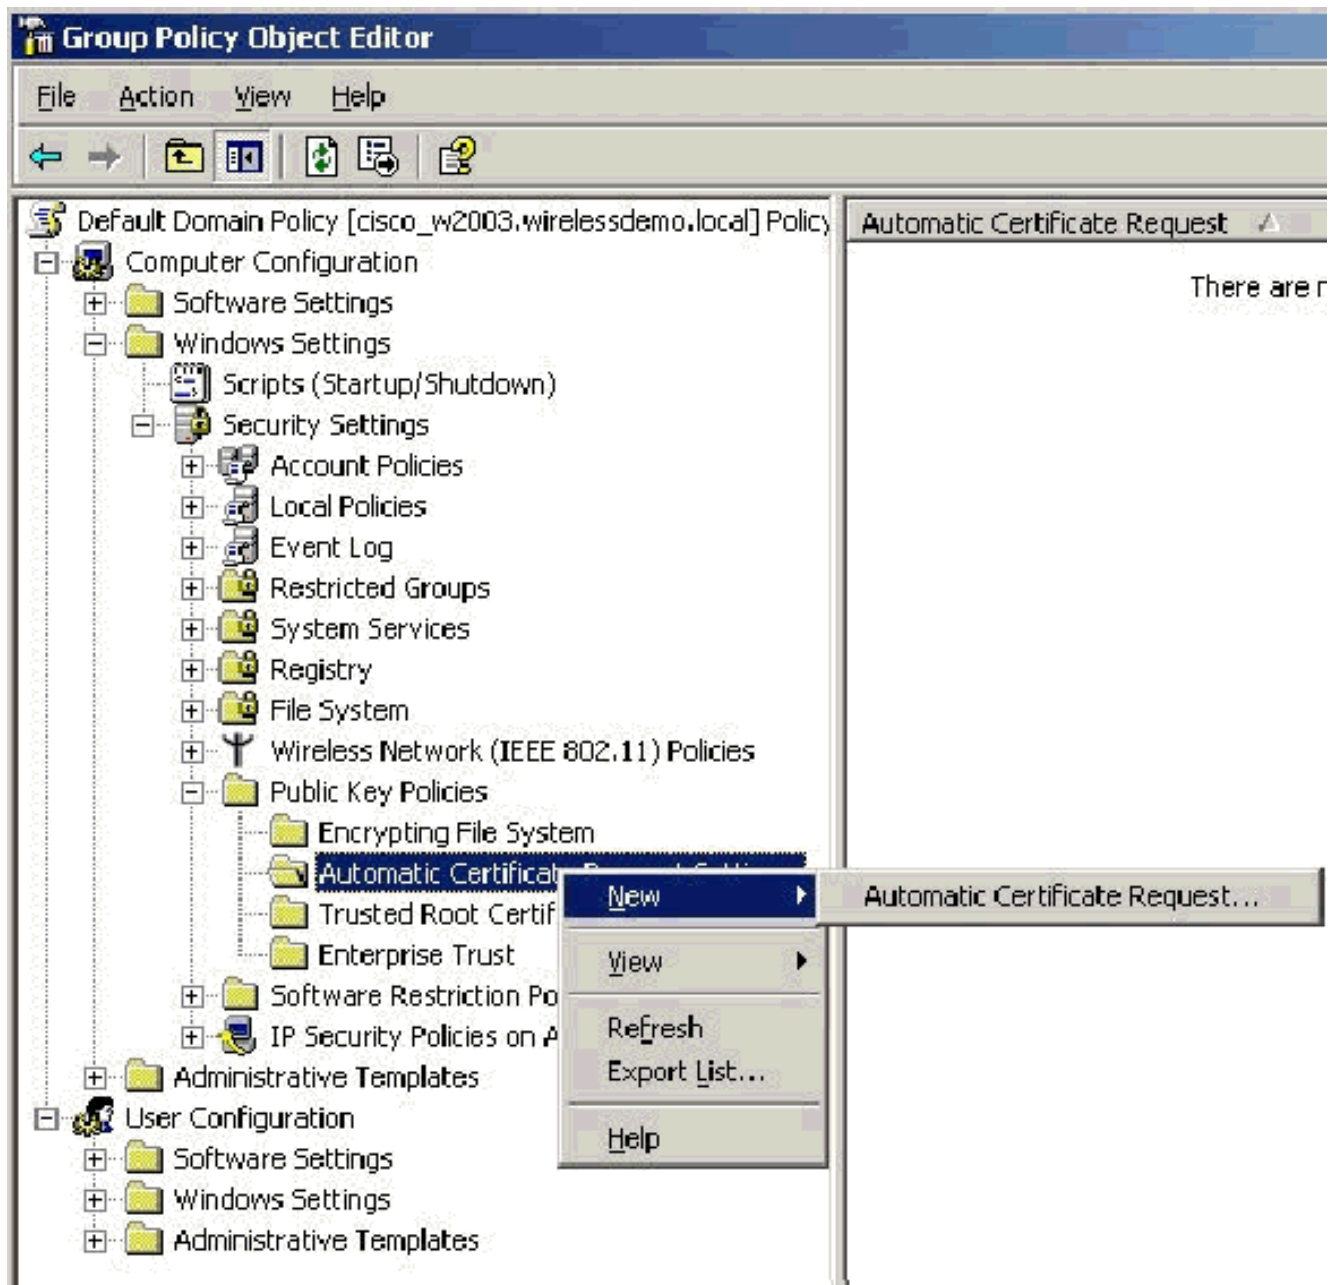 Group Policy Object Editor
File Action View Help
Default Domain Policy [cisco_w2003.wirelessdemo.local] Policy
Automatic Certificate Request
Computer Configuration
There are
Software Settings
Windows Settings
Scripts (Startup/Shutdown)
Security Settings
Account Policies
Local Policies
Event Log
Restricted Groups
System Services
Registry
File System
Wireless Network (IEEE 802.11) Policies
Public Key Policies
Encrypting File System
Automatic Certificat
New
Automatic Certificate Request...
Trusted Root Certif
Enterprise Trust
View
Software Restriction Po
Refresh
IP Security Policies on A
Export List...
Administrative Templates
User Configuration
Help
Software Settings
Windows Settings
Administrative Templates